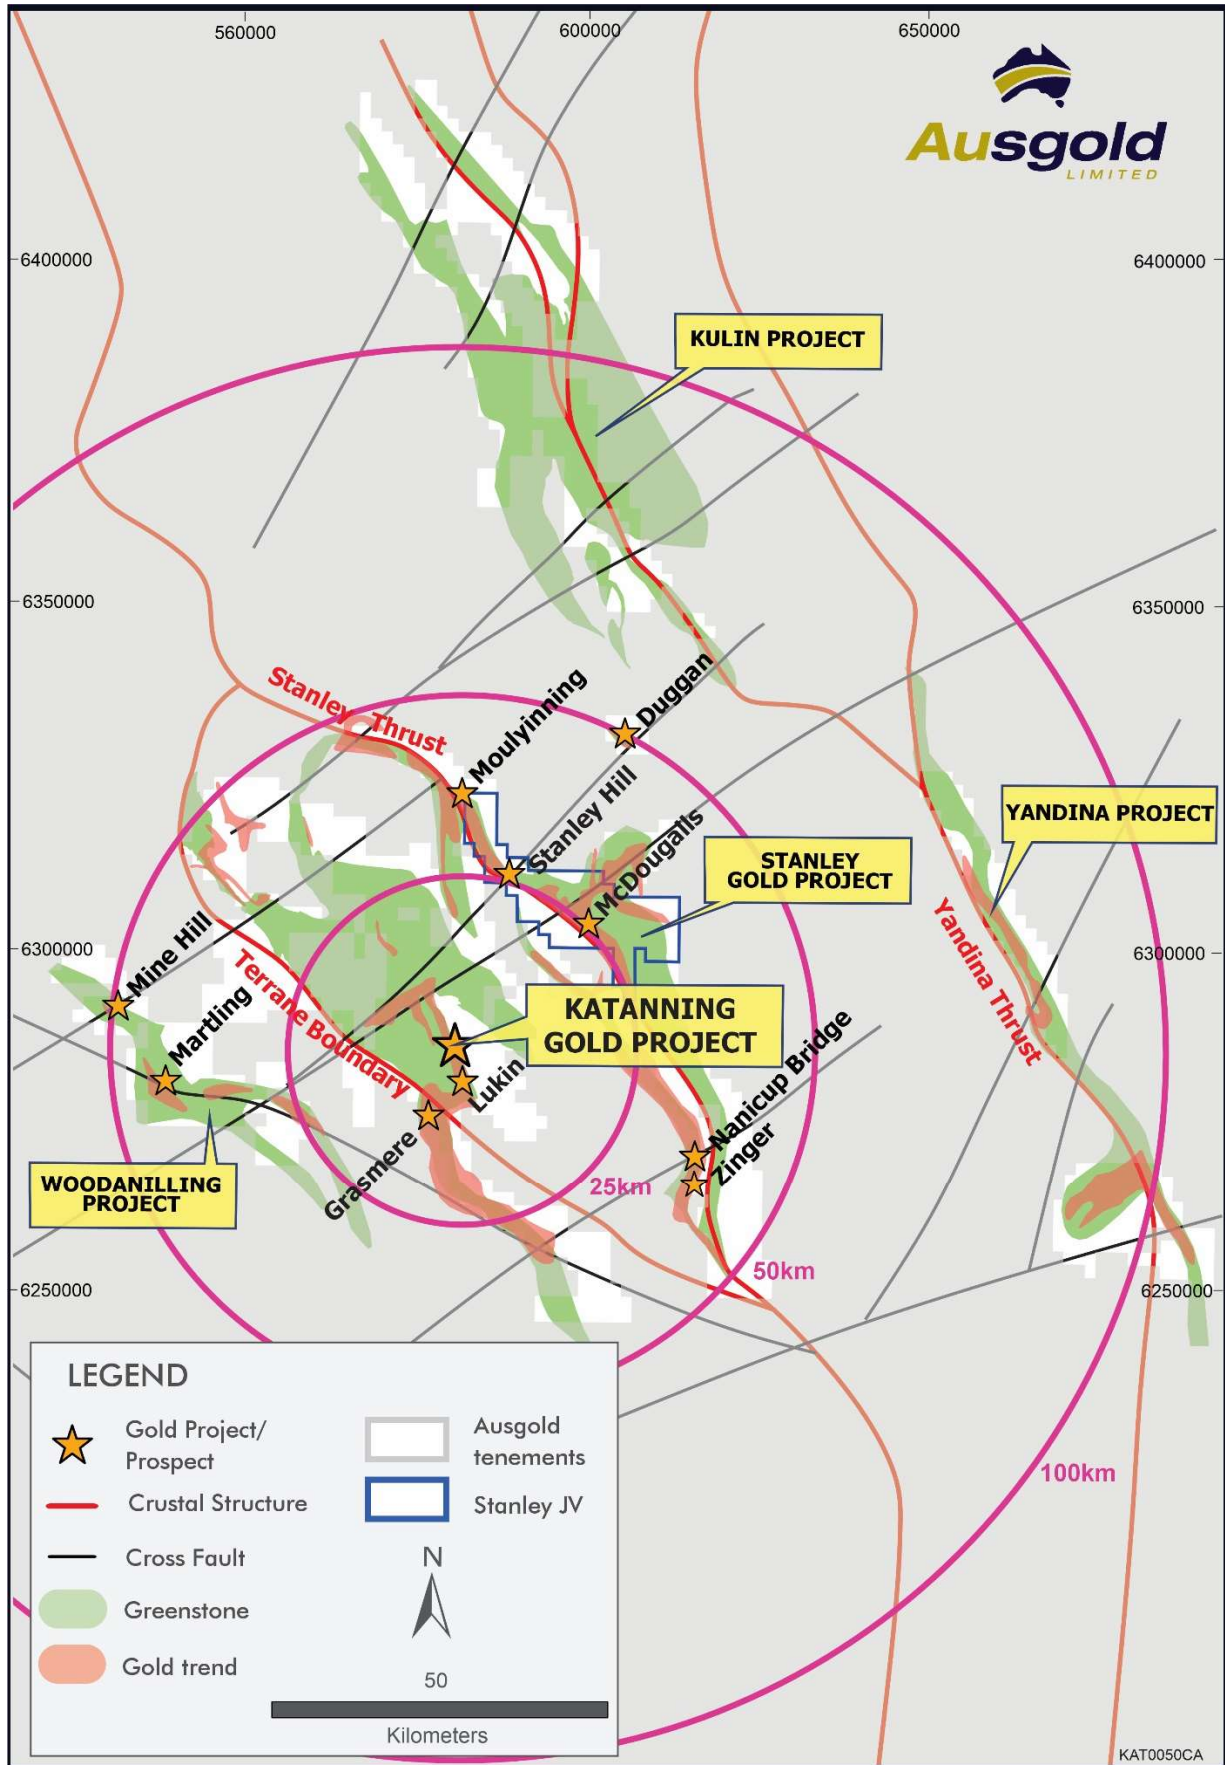 560000
600000
650000
Ausgold
LIMITED
6400000
6400000
KULIN PROJECT
6350000
6350000
Stanley Thrust
Moulyinning
Duggan
Stanley Hill
McDougalls
YANDINA PROJECT
STANLEY
GOLD PROJECT
Mine Hill
6300000
6300000
Martling
Terrane Boundary
Yandina Thrust
KATANNING
GOLD PROJECT
Lukin
Nanicup Bridge
Zinger
Grasmere
WOODANILLING
PROJECT
25km
50km
6250000
6250000
100km
LEGEND
Gold Project/
Prospect
Crustal Structure
Cross Fault
Greenstone
Gold trend
Ausgold
tenements
Stanley JV
N
50
Kilometers
KAT0050CA